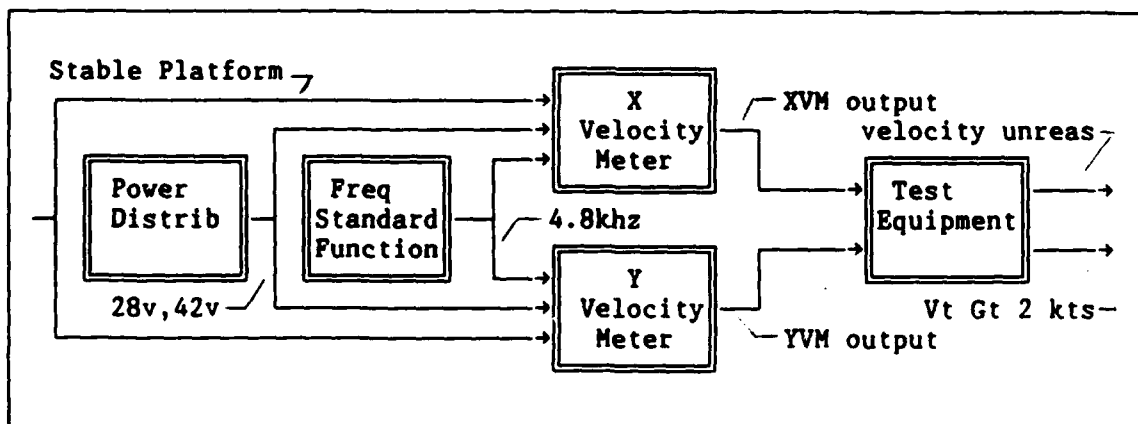 Stable Platform
X
Velocity
Meter
XVM output
velocity unreas
Power
Distrib
Freq
Standard
Function
4.8khz
Test
Equipment
28v,42v
Y
Velocity
Meter
Vt Gt 2 kts
YVM output